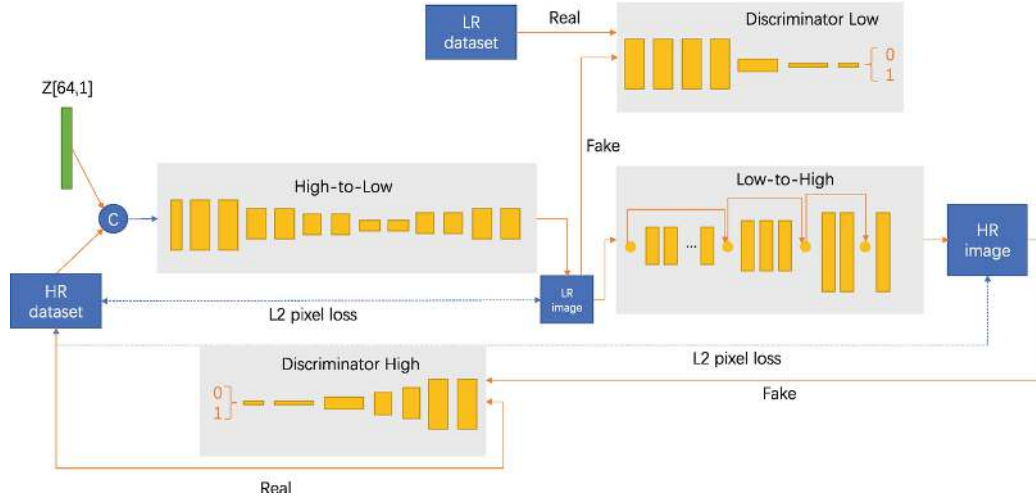 LR
dataset
Real
Discriminator Low
0
1
Z[64,1]
Fake
High-to-Low
Low-to-High
C
...
HR
image
HR
dataset
LR
image
L2 pixel loss
L2 pixel loss
Discriminator High
0
1
Fake
Real